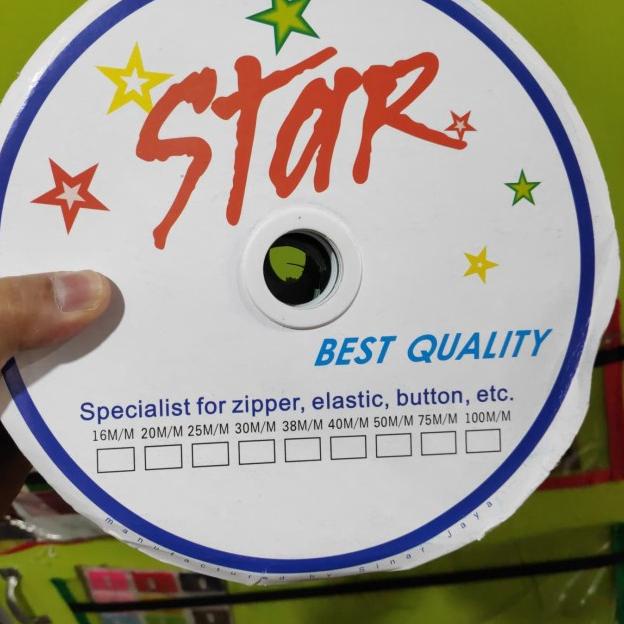 Star
BEST QUALITY
Specialist for zipper, elastic, button, etc.
16M/M 20M/M 25M/M 30M/M 38M/M 40M/M 50M/M 75M/M 100M/M
manufactured by Sinar Jaya